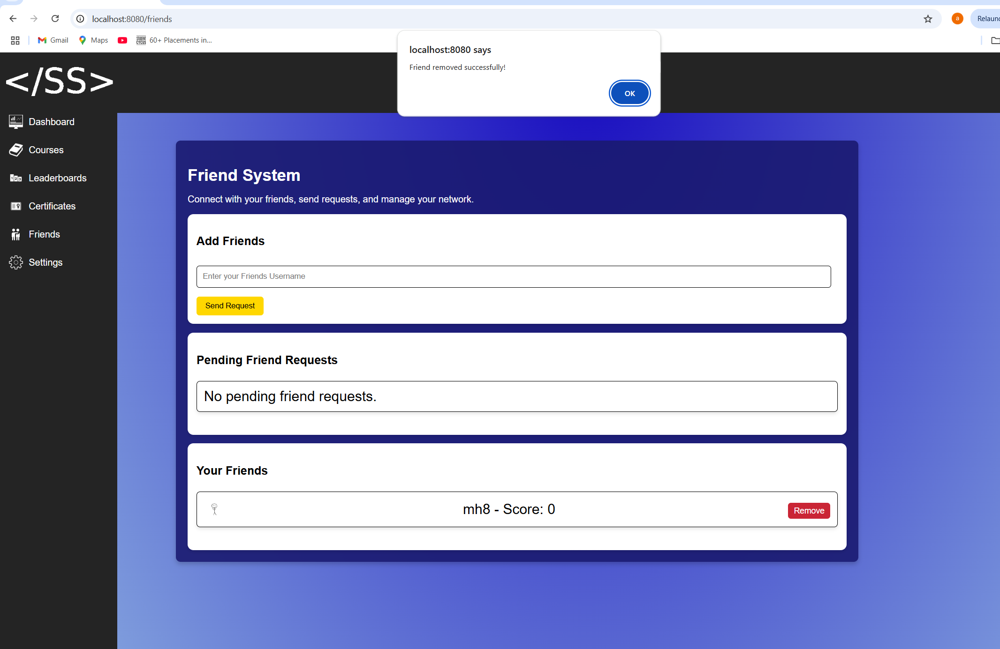 localhost:8080/friends
a
Gmail
Maps
STUDENT CIRCUS
60+ Placements in...
localhost:8080 says
Friend removed successfully!
OK
</SS>
Dashboard
Courses
Leaderboards
Certificates
Friends
Settings
Friend System
Connect with your friends, send requests, and manage your network.
Add Friends
Enter your Friends Username
Send Request
Pending Friend Requests
No pending friend requests.
Your Friends
mh8 - Score: 0
Remove